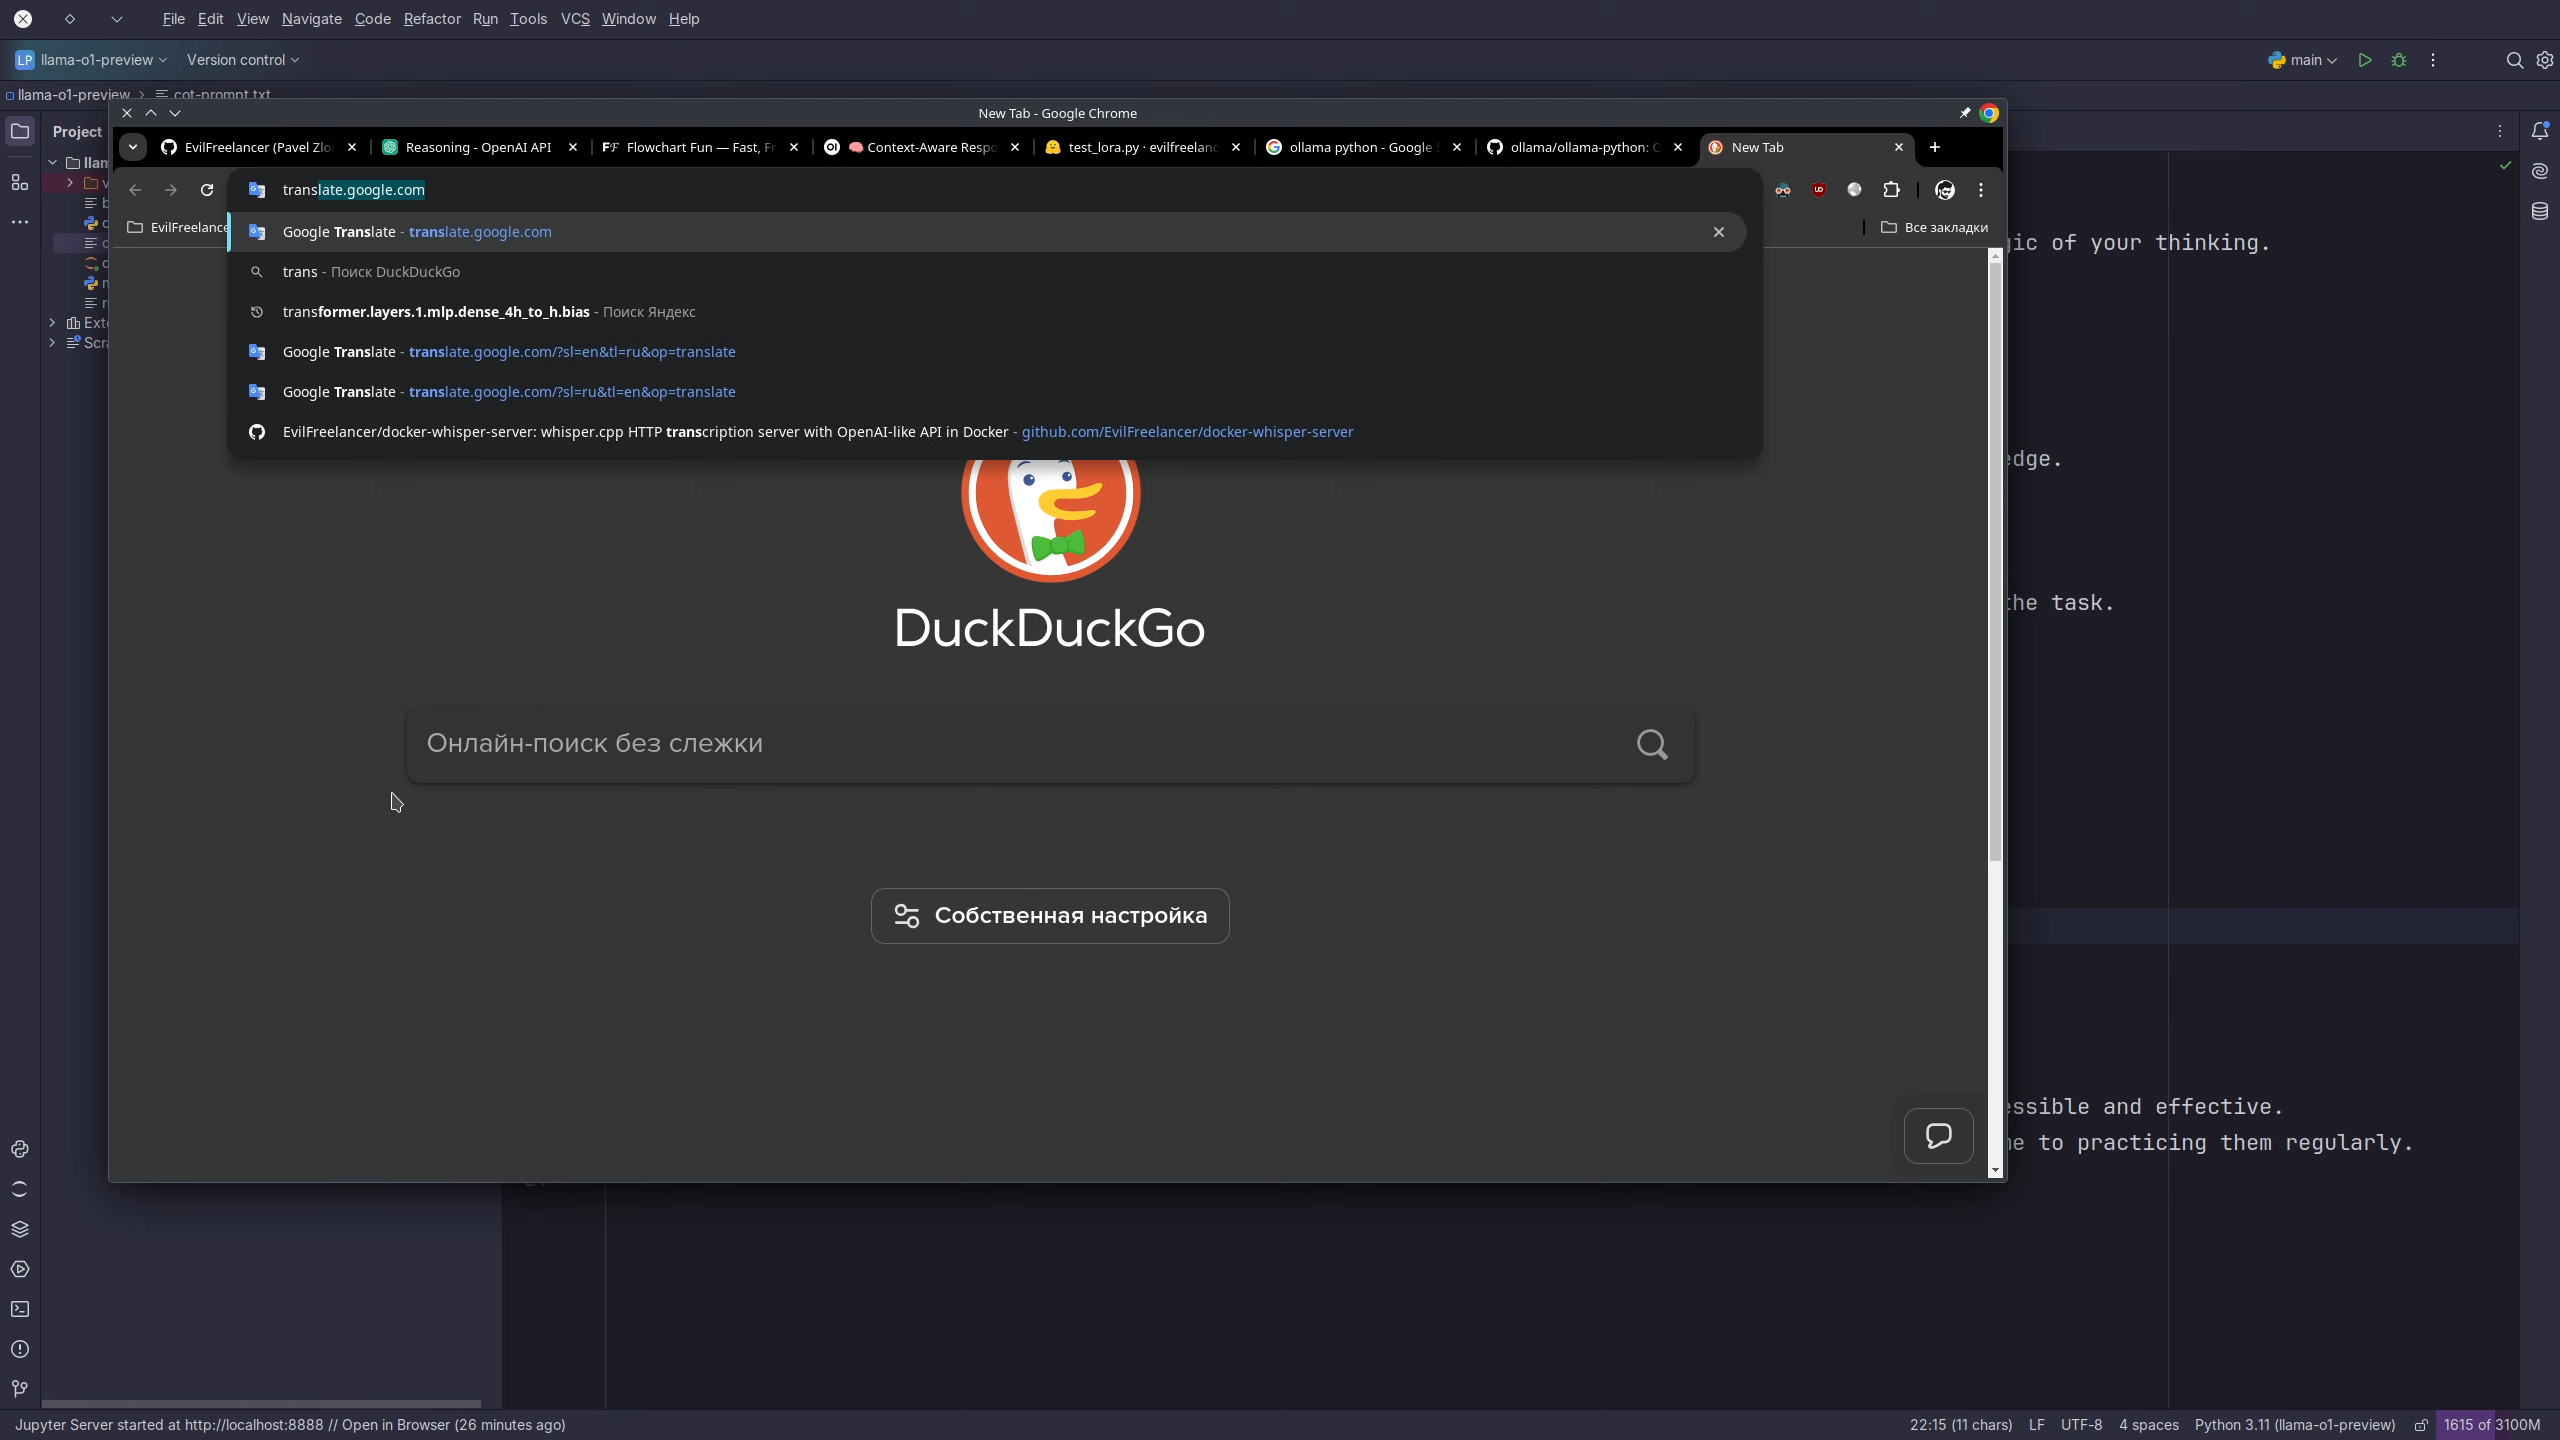 File Edit View Navigate Code Refactor Run Tools VCS Window Help
LP llama-o1-preview Version control main
llama-o1-preview cot-prompt.txt
New Tab - Google Chrome
Project
EvilFreelancer (Pavel Zlo
Reasoning - OpenAI API
FF Flowchart Fun — Fast, Fr
Context-Aware Respo
test_lora.py · evilfreelanc
ollama python - Google S
ollama/ollama-python: O
New Tab
translate.google.com
EvilFreelance
Все закладки
Google Translate - translate.google.com
trans - Поиск DuckDuckGo
transformer.layers.1.mlp.dense_4h_to_h.bias - Поиск Яндекс
Google Translate - translate.google.com/?sl=en&tl=ru&op=translate
Google Translate - translate.google.com/?sl=ru&tl=en&op=translate
EvilFreelancer/docker-whisper-server: whisper.cpp HTTP transcription server with OpenAI-like API in Docker - github.com/EvilFreelancer/docker-whisper-server
gic of your thinking.
edge.
the task.
DuckDuckGo
Онлайн-поиск без слежки
Собственная настройка
essible and effective.
me to practicing them regularly.
Jupyter Server started at http://localhost:8888 // Open in Browser (26 minutes ago)
22:15 (11 chars) LF UTF-8 4 spaces Python 3.11 (llama-o1-preview) 1615 of 3100M